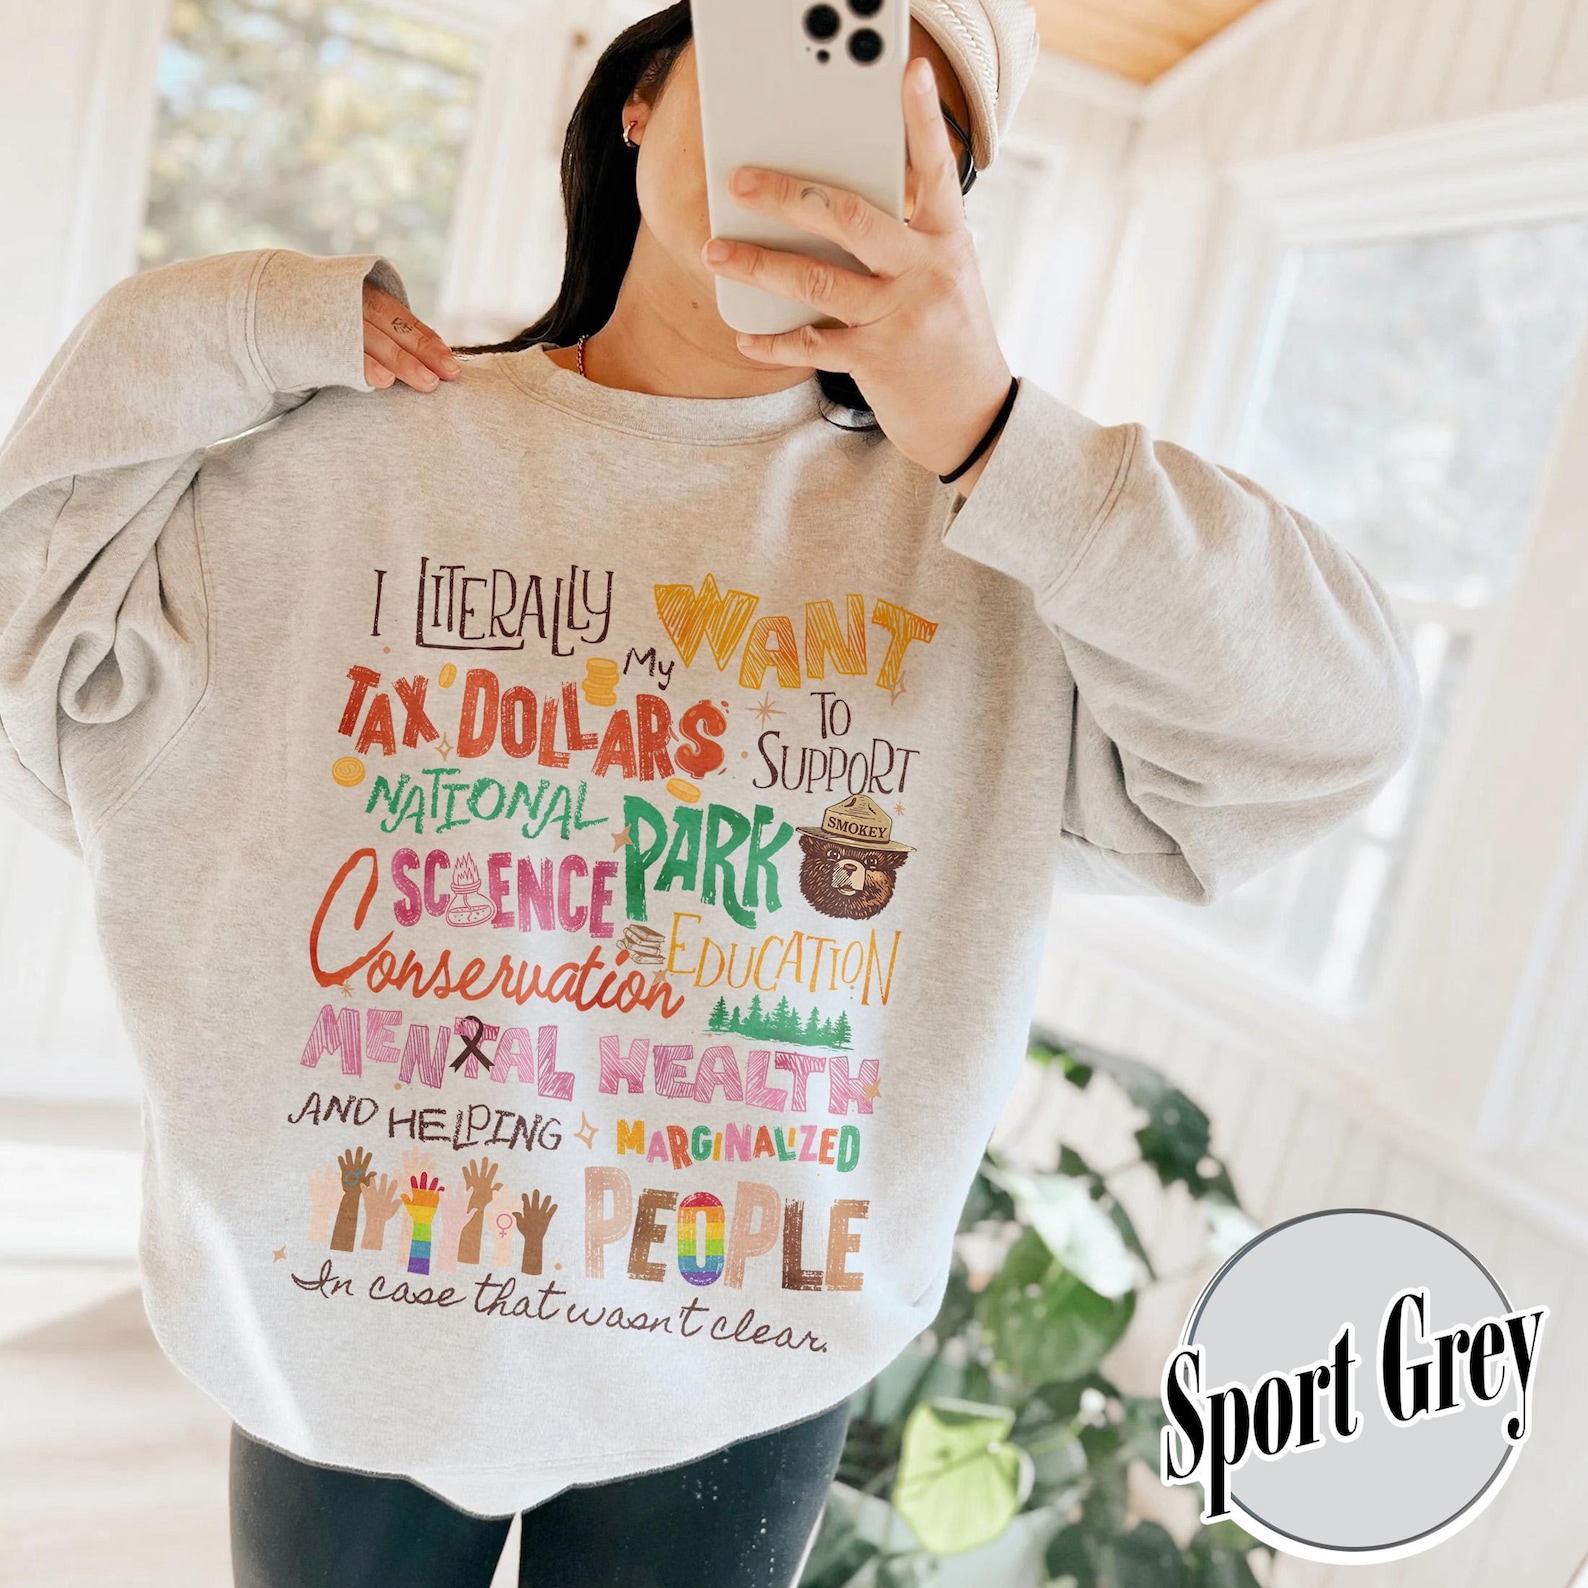 I LITERALLY WANT
MY
TAX DOLLARS TO
SUPPORT
NATIONAL PARK
SMOKEY
SCIENCE
EDUCATION
Conservation
MENTAL HEALTH
AND HELPING MARGINALIZED
PEOPLE
In case that wasn't clear.
Sport Grey